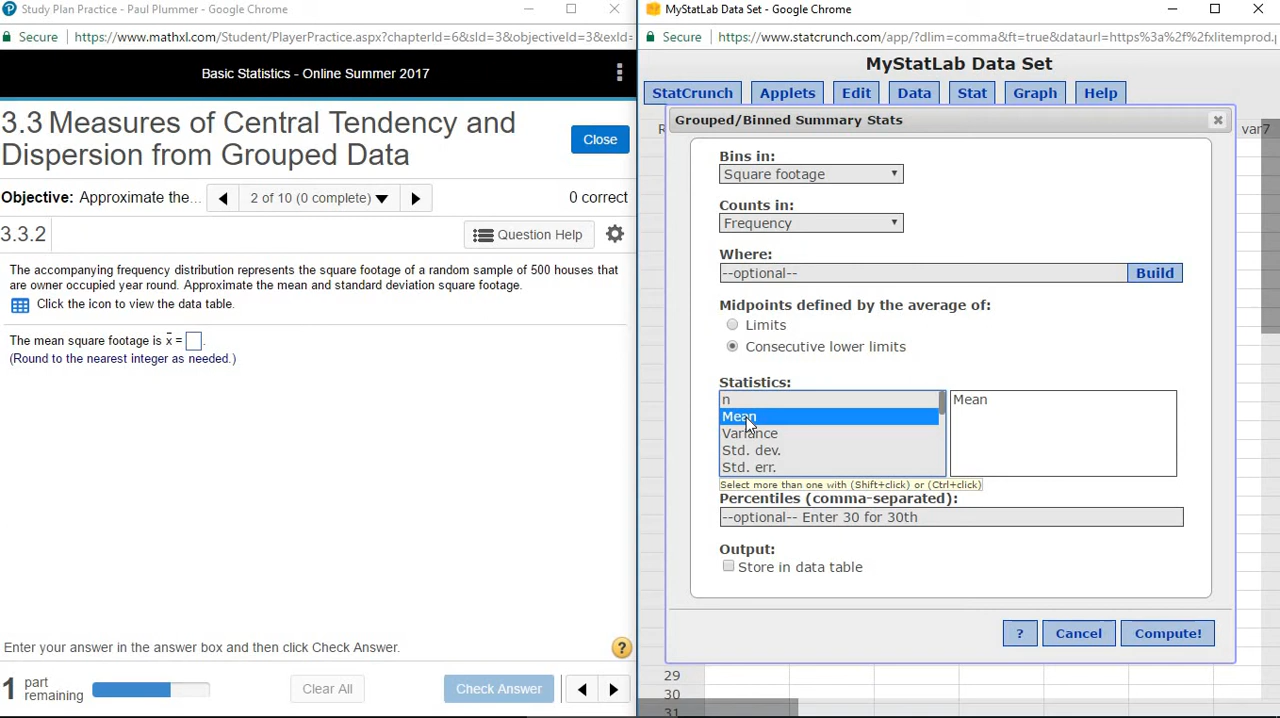 Study Plan Practice - Paul Plummer - Google Chrome
Secure https://www.mathxl.com/Student/PlayerPractice.aspx?chapterId=6&sId=3&objectiveId=3&exId=
Basic Statistics - Online Summer 2017
3.3 Measures of Central Tendency and
Dispersion from Grouped Data
Close
Objective: Approximate the...
2 of 10 (0 complete)
0 correct
3.3.2
Question Help
The accompanying frequency distribution represents the square footage of a random sample of 500 houses that
are owner occupied year round. Approximate the mean and standard deviation square footage.
Click the icon to view the data table.
The mean square footage is x̄ = .
(Round to the nearest integer as needed.)
Enter your answer in the answer box and then click Check Answer.
?
1 part
remaining
Clear All
Check Answer
MyStatLab Data Set - Google Chrome
Secure https://www.statcrunch.com/app/?dlim=comma&ft=true&dataurl=https%3a%2f%2fxlitemprod.p
MyStatLab Data Set
StatCrunch Applets Edit Data Stat Graph Help
R
var7
Grouped/Binned Summary Stats
Bins in:
Square footage
Counts in:
Frequency
Where:
--optional--
Build
Midpoints defined by the average of:
Limits
Consecutive lower limits
Statistics:
n
Mean
Variance
Std. dev.
Std. err.
Mean
Select more than one with (Shift+click) or (Ctrl+click)
Percentiles (comma-separated):
--optional-- Enter 30 for 30th
Output:
Store in data table
? Cancel Compute!
29
30
31